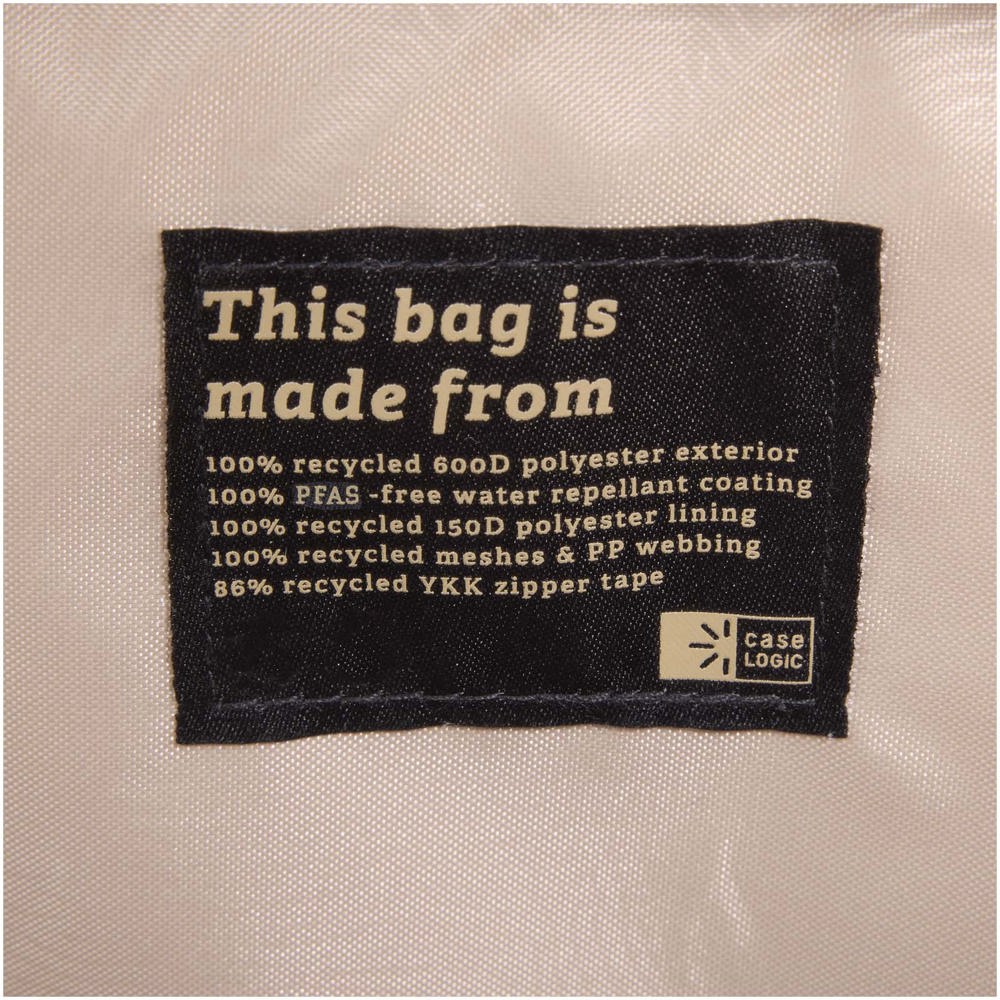 This bag is
made from
100% recycled 600D polyester exterior
100% PFAS -free water repellant coating
100% recycled 150D polyester lining
100% recycled meshes & PP webbing
86% recycled YKK zipper tape
case
LOGIC